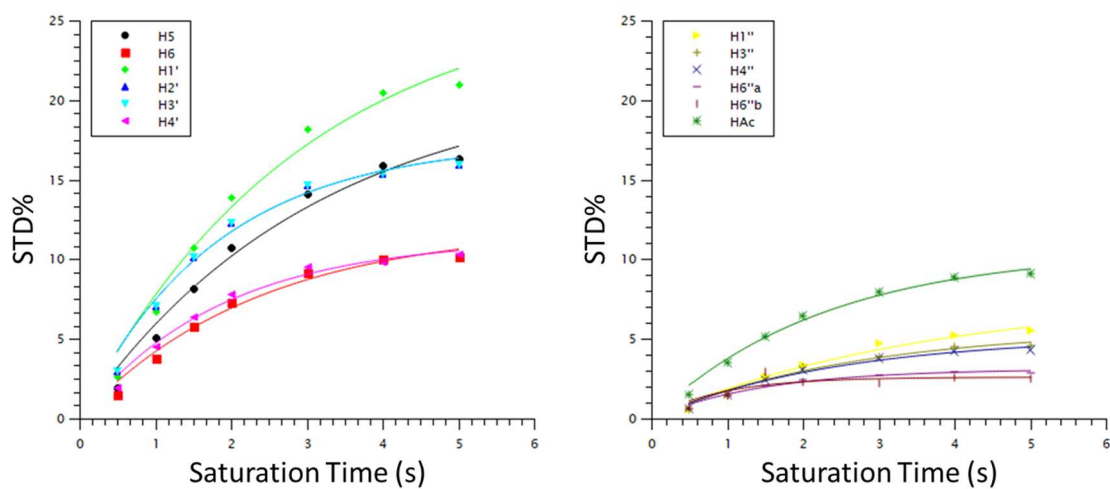 25
20
15
10
5
0
STD%
H5
H6
H1'
H2'
H3'
H4'
0 1 2 3 4 5 6
Saturation Time (s)
25
20
15
10
5
0
STD%
H1''
H3''
H4''
H6''a
H6''b
HAc
0 1 2 3 4 5 6
Saturation Time (s)